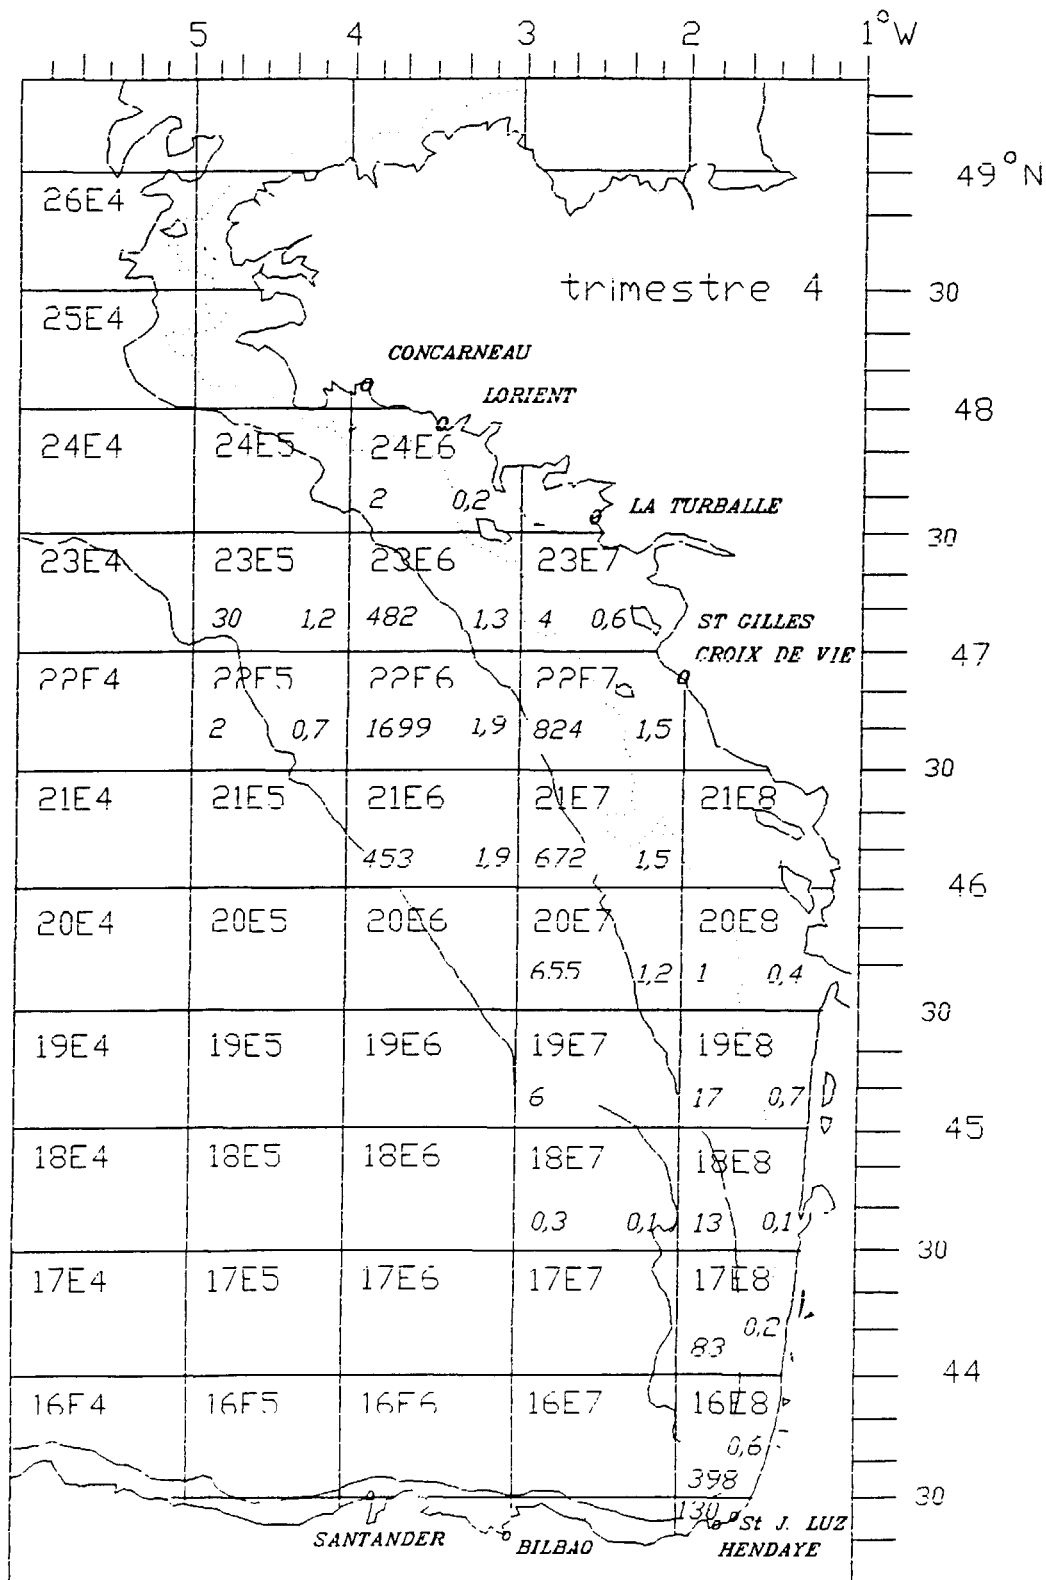 5 4 3 2 1°W
49°N
26E4
trimestre 4 30
25E4
CONCARNEAU
LORIENT
48
24E4 24E5 24E6
2 0,2
LA TURBALLE
30
23E4 23E5 23E6 23E7
30 1,2 482 1,3 4 0,6
ST GILLES
CROIX DE VIE
47
22F4 22F5 22F6 22F7
2 0,7 1699 1,9 824 1,5
30
21E4 21E5 21E6 21E7 21E8
453 1,9 672 1,5
46
20E4 20E5 20E6 20E7 20E8
655 1,2 1 0,4
30
19E4 19E5 19E6 19E7 19E8
6 17 0,7
45
18E4 18E5 18E6 18E7 18E8
0,3 0,1 13 0,1
30
17E4 17E5 17E6 17E7 17E8
0,2
83
44
16F4 16F5 16F6 16E7 16E8
0,6
398
30
130
St J. LUZ
SANTANDER BILBAO HENDAYE